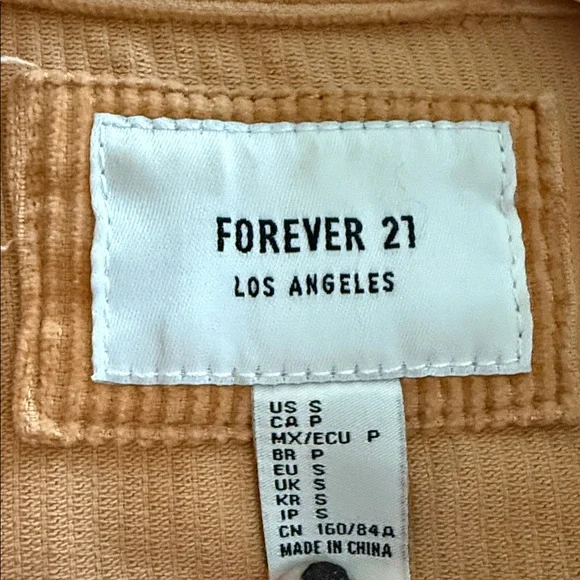 FOREVER 21
LOS ANGELES
US S
CA P
MX/ECU P
BR P
EU S
UK S
KR S
JP S
CN 160/84A
MADE IN CHINA